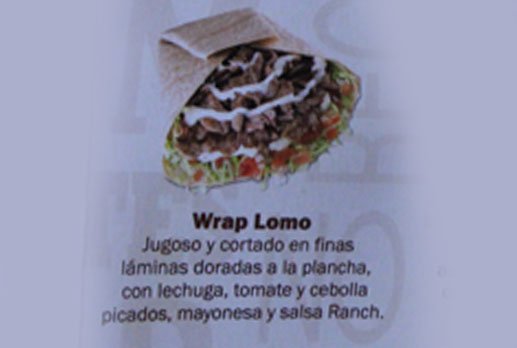 Wrap Lomo
Jugoso y cortado en finas
láminas doradas a la plancha,
con lechuga, tomate y cebolla
picados, mayonesa y salsa Ranch.